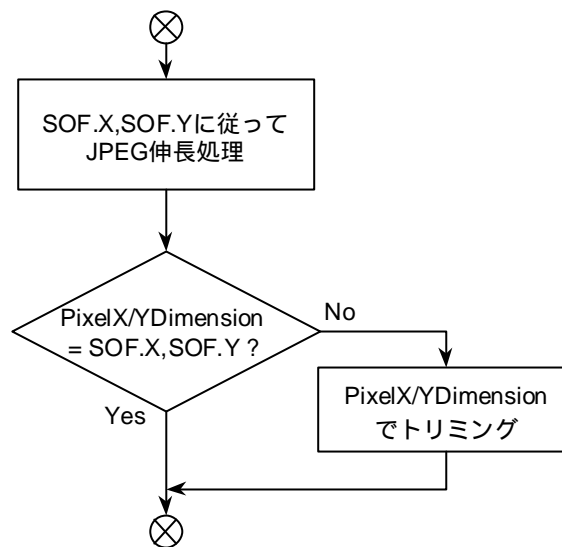 SOF.X,SOF.Yに従って
JPEG伸長処理
PixelX/YDimension
= SOF.X,SOF.Y ?
No
Yes
PixelX/YDimension
でトリミング